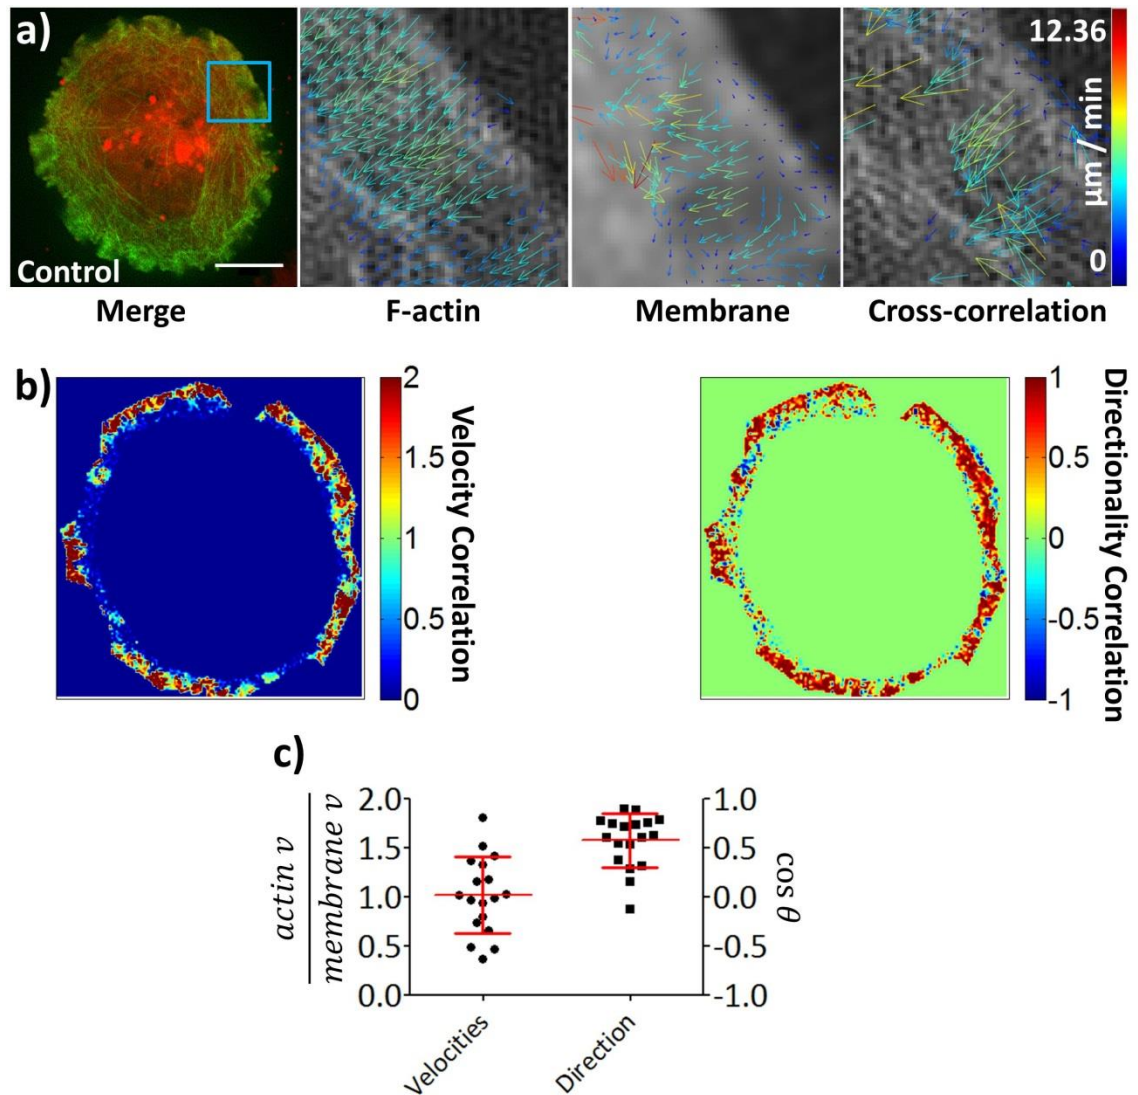 a)
Control
12.36
µm / min
0
Merge
F-actin
Membrane
Cross-correlation
b)
2
1.5
1
0.5
0
Velocity Correlation
1
0.5
0
-0.5
-1
Directionality Correlation
c)
actin v
membrane v
2.0
1.5
1.0
0.5
0.0
1.0
0.5
0.0
-0.5
-1.0
cos θ
Velocities
Direction